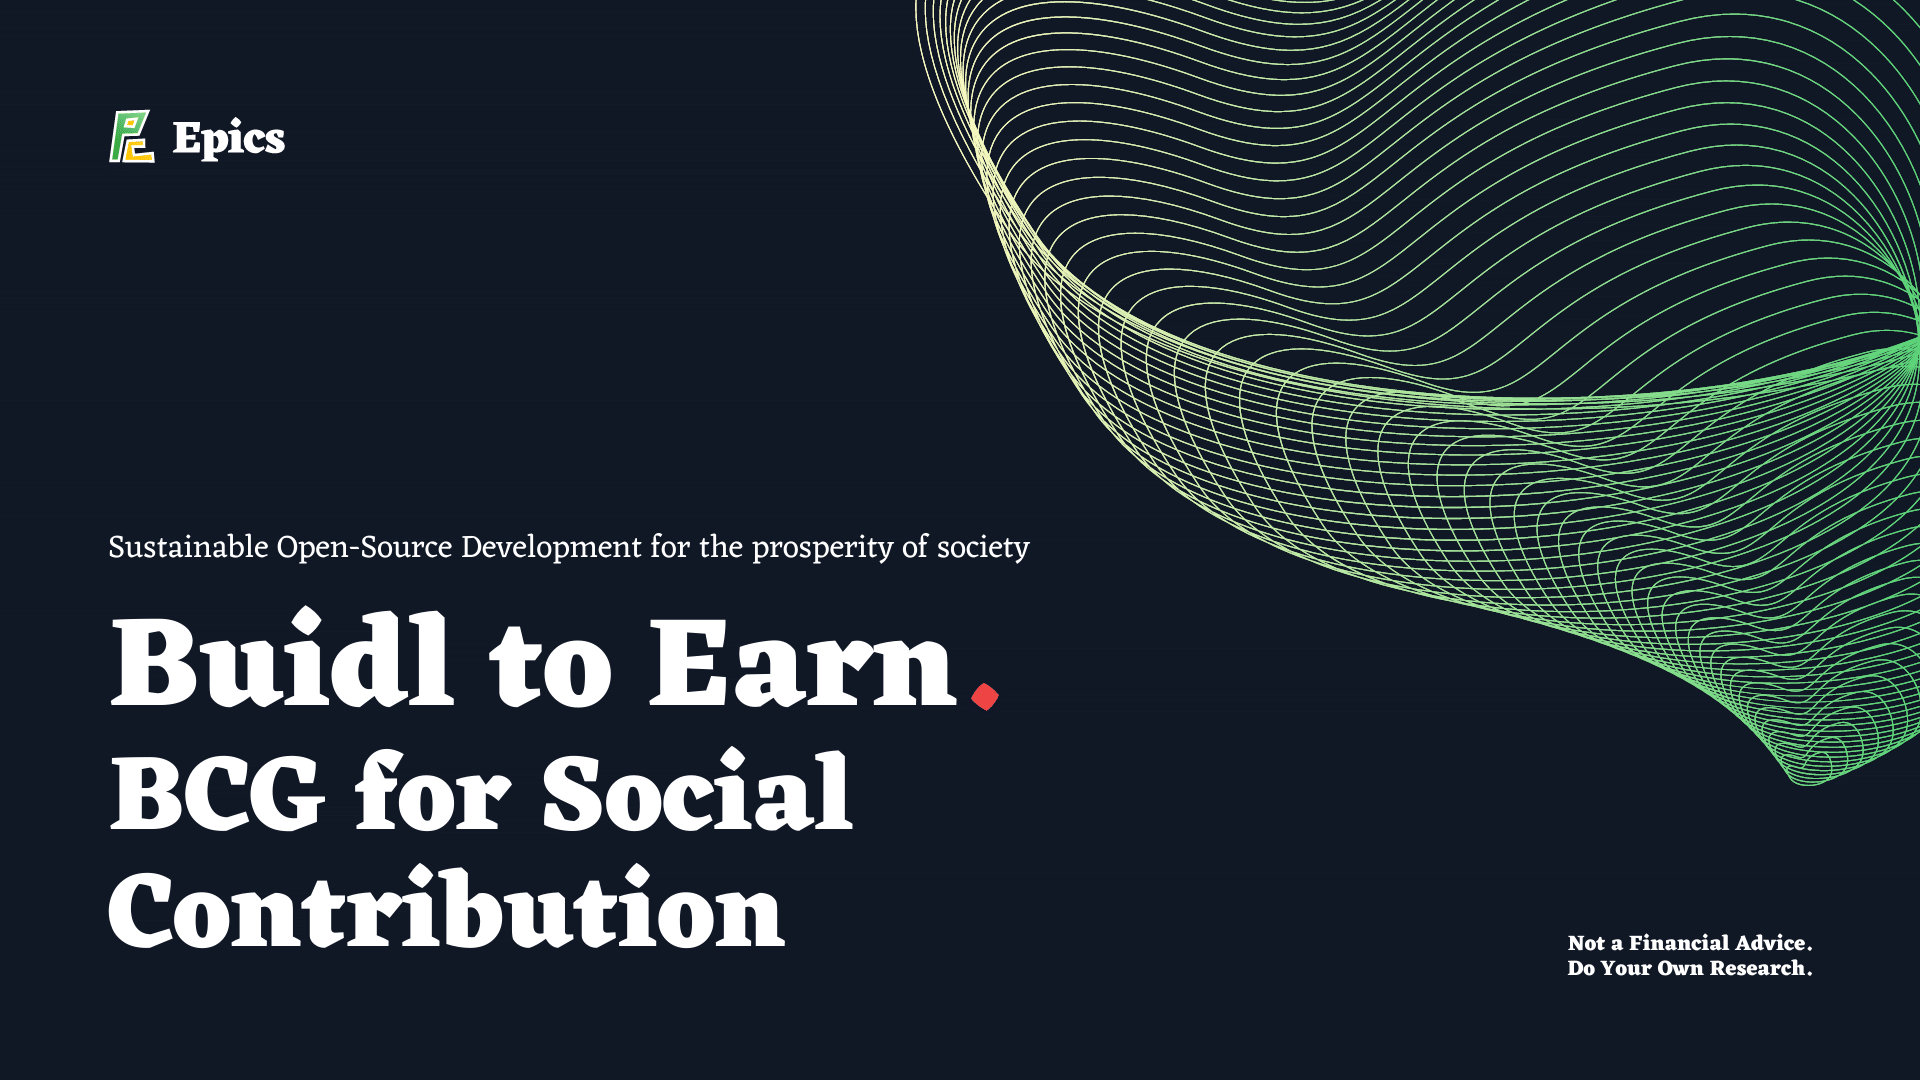 Epics
Sustainable Open-Source Development for the prosperity of society
Buidl to Earn.
BCG for Social
Contribution
Not a Financial Advice.
Do Your Own Research.